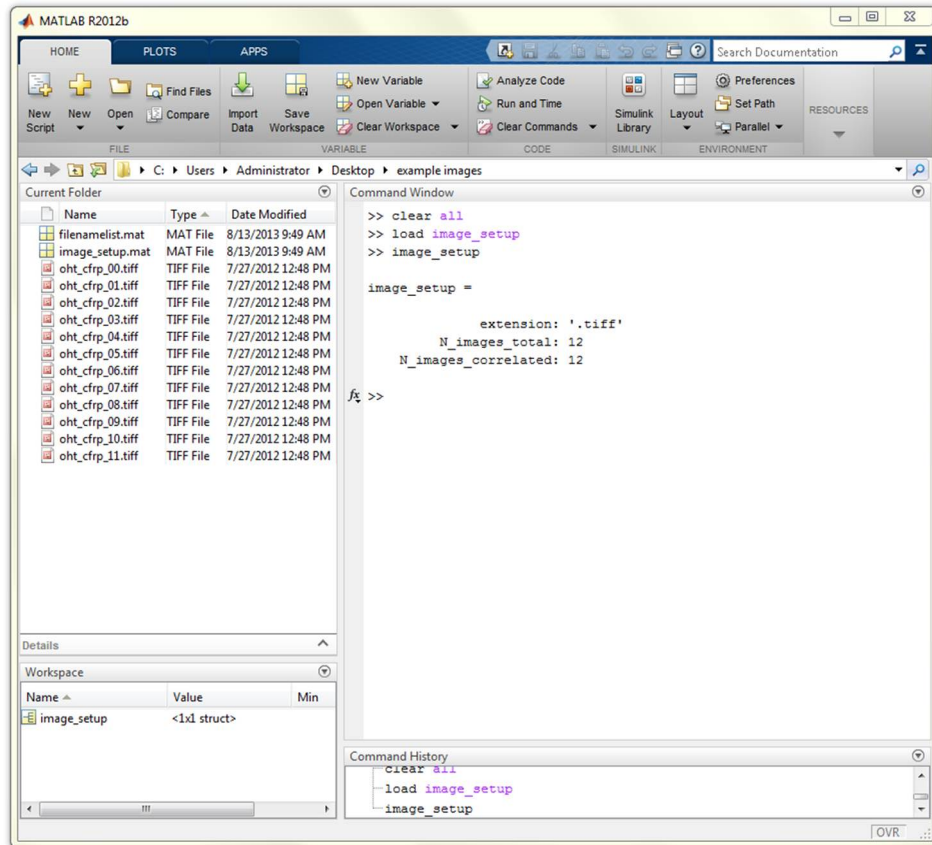 MATLAB R2012b
HOME PLOTS APPS Search Documentation
New Script
New
Open
Find Files
Compare
Import Data
Save Workspace
New Variable
Open Variable
Clear Workspace
Analyze Code
Run and Time
Clear Commands
Simulink Library
Layout
Preferences
Set Path
Parallel
RESOURCES
FILE VARIABLE CODE SIMULINK ENVIRONMENT
C: Users Administrator Desktop example images
Current Folder
Name Type Date Modified
filenamelist.mat MAT File 8/13/2013 9:49 AM
image_setup.mat MAT File 8/13/2013 9:49 AM
oht_cfrp_00.tiff TIFF File 7/27/2012 12:48 PM
oht_cfrp_01.tiff TIFF File 7/27/2012 12:48 PM
oht_cfrp_02.tiff TIFF File 7/27/2012 12:48 PM
oht_cfrp_03.tiff TIFF File 7/27/2012 12:48 PM
oht_cfrp_04.tiff TIFF File 7/27/2012 12:48 PM
oht_cfrp_05.tiff TIFF File 7/27/2012 12:48 PM
oht_cfrp_06.tiff TIFF File 7/27/2012 12:48 PM
oht_cfrp_07.tiff TIFF File 7/27/2012 12:48 PM
oht_cfrp_08.tiff TIFF File 7/27/2012 12:48 PM
oht_cfrp_09.tiff TIFF File 7/27/2012 12:48 PM
oht_cfrp_10.tiff TIFF File 7/27/2012 12:48 PM
oht_cfrp_11.tiff TIFF File 7/27/2012 12:48 PM
Details
Workspace
Name Value Min
image_setup <1x1 struct>
Command Window
>> clear all
>> load image_setup
>> image_setup
image_setup =
extension: '.tiff'
N_images_total: 12
N_images_correlated: 12
fx >>
Command History
clear all
load image_setup
image_setup
OVR